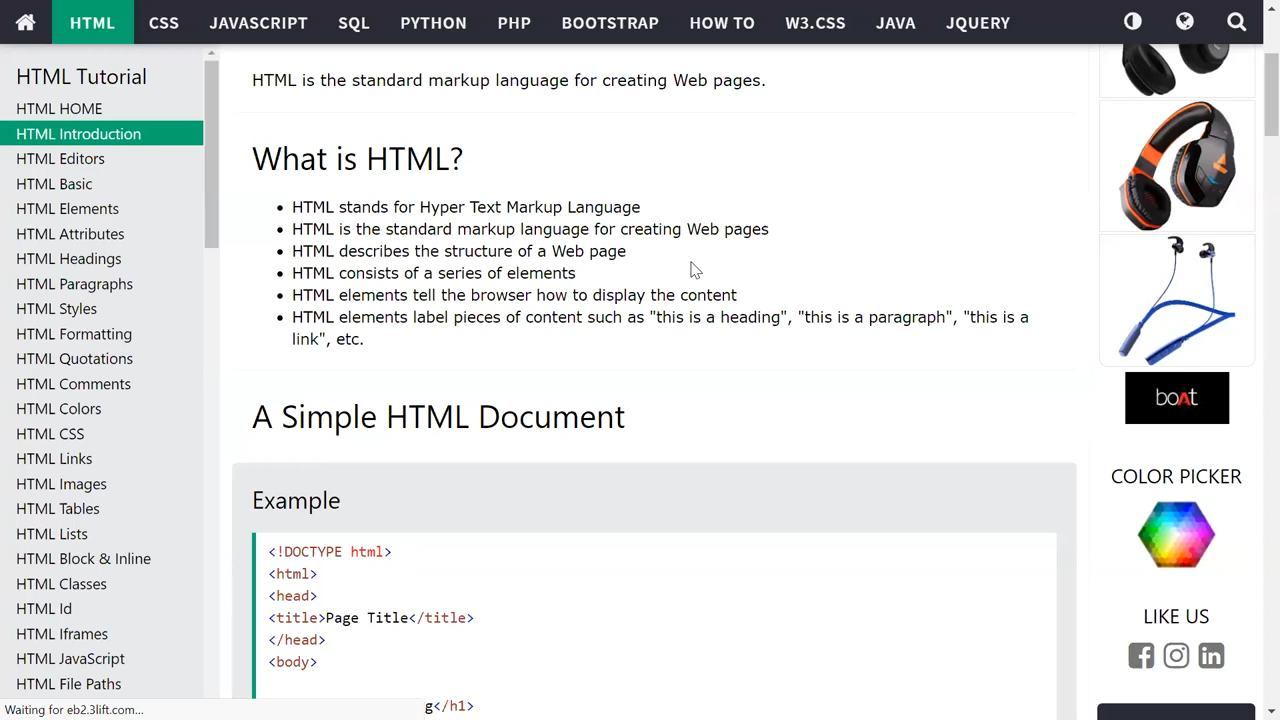 HTML
CSS
JAVASCRIPT
SQL
PYTHON
PHP
BOOTSTRAP
HOW TO
W3.CSS
JAVA
JQUERY
HTML Tutorial
HTML HOME
HTML Introduction
HTML Editors
HTML Basic
HTML Elements
HTML Attributes
HTML Headings
HTML Paragraphs
HTML Styles
HTML Formatting
HTML Quotations
HTML Comments
HTML Colors
HTML CSS
HTML Links
HTML Images
HTML Tables
HTML Lists
HTML Block & Inline
HTML Classes
HTML Id
HTML Iframes
HTML JavaScript
HTML File Paths
Waiting for eb2.3lift.com...
HTML is the standard markup language for creating Web pages.
What is HTML?
• HTML stands for Hyper Text Markup Language
• HTML is the standard markup language for creating Web pages
• HTML describes the structure of a Web page
• HTML consists of a series of elements
• HTML elements tell the browser how to display the content
• HTML elements label pieces of content such as "this is a heading", "this is a paragraph", "this is a
link", etc.
A Simple HTML Document
Example
<!DOCTYPE html>
<html>
<head>
<title>Page Title</title>
</head>
<body>
g</h1>
boAt
COLOR PICKER
LIKE US